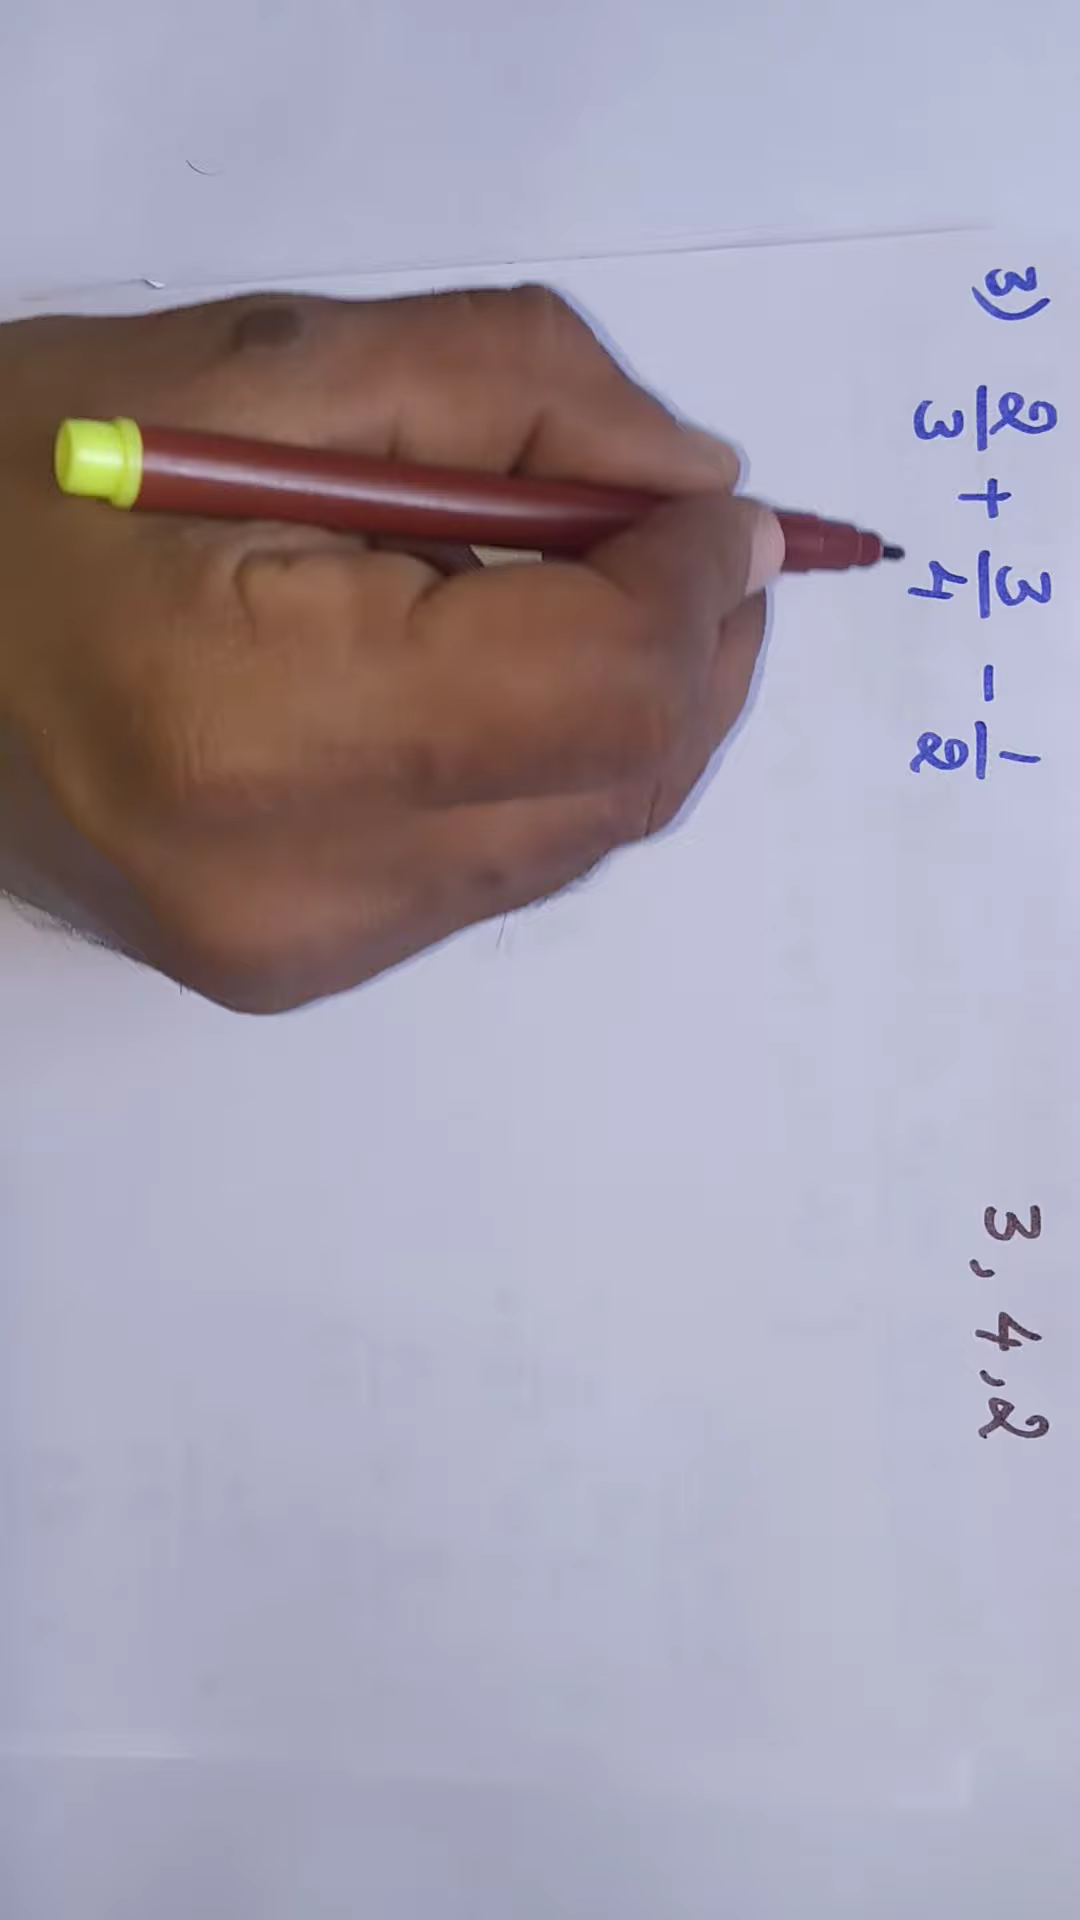 3) 2/3 + 3/4 - 1/2
3, 4, 2